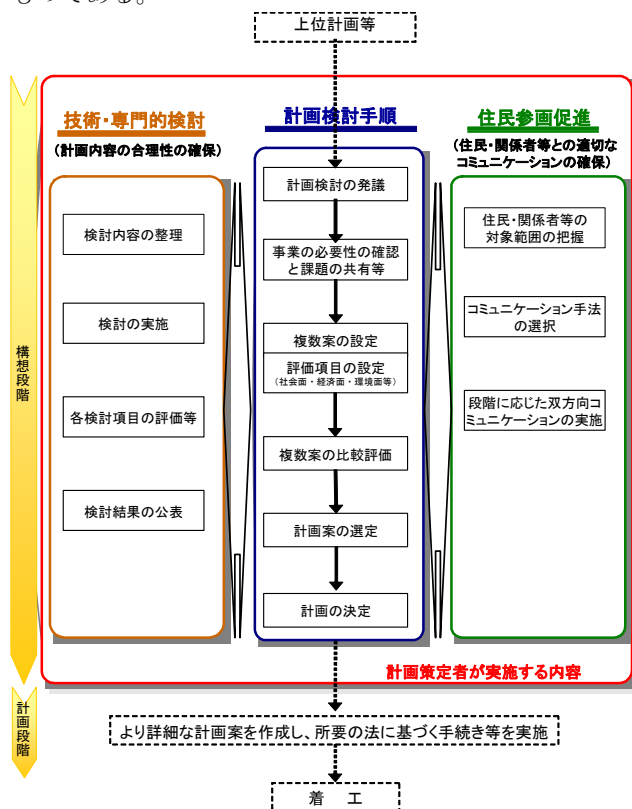 ものである。
上位計画等
技術・専門的検討
(計画内容の合理性の確保)
検討内容の整理
検討の実施
各検討項目の評価等
検討結果の公表
計画検討手順
計画検討の発議
事業の必要性の確認
と課題の共有等
複数案の設定
評価項目の設定
(社会面・経済面・環境面等)
複数案の比較評価
計画案の選定
計画の決定
住民参画促進
(住民・関係者等との適切な
コミュニケーションの確保)
住民・関係者等の
対象範囲の把握
コミュニケーション手法
の選択
段階に応じた双方向コ
ミュニケーションの実施
構想段階
計画策定者が実施する内容
計画段階
より詳細な計画案を作成し、所要の法に基づく手続き等を実施
着 工